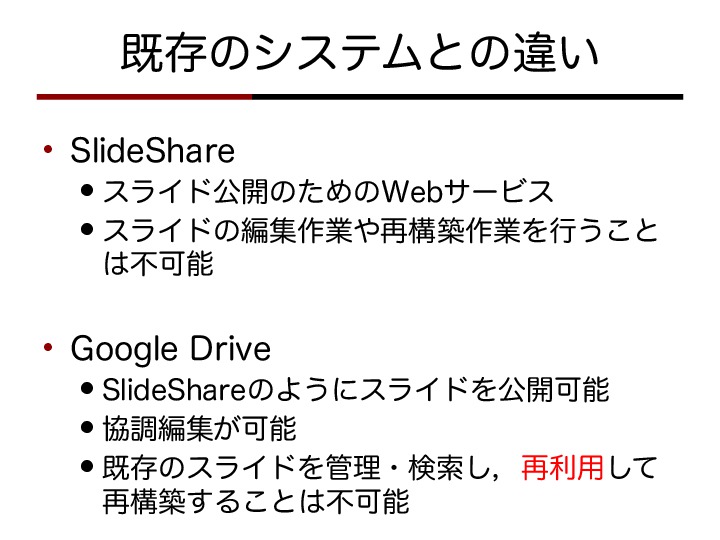 既存のシステムとの違い
SlideShare
スライド公開のためのWebサービス
スライドの編集作業や再構築作業を行うこと
は不可能
Google Drive
SlideShareのようにスライドを公開可能
協調編集が可能
既存のスライドを管理・検索し，再利用して
再構築することは不可能